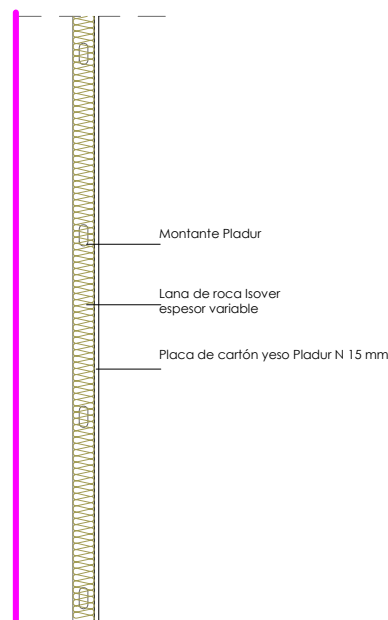 Montante Pladur
Lana de roca Isover
espesor variable
Placa de cartón yeso Pladur N 15 mm